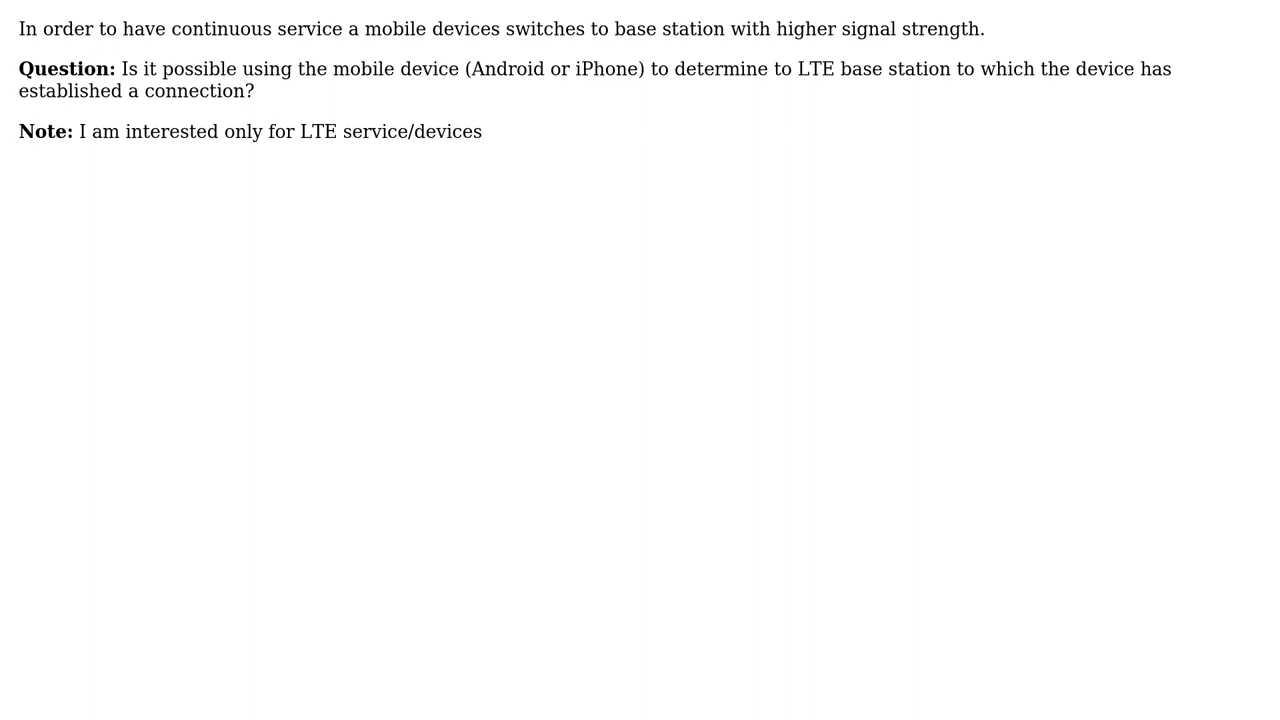 In order to have continuous service a mobile devices switches to base station with higher signal strength.
Question: Is it possible using the mobile device (Android or iPhone) to determine to LTE base station to which the device has
established a connection?
Note: I am interested only for LTE service/devices